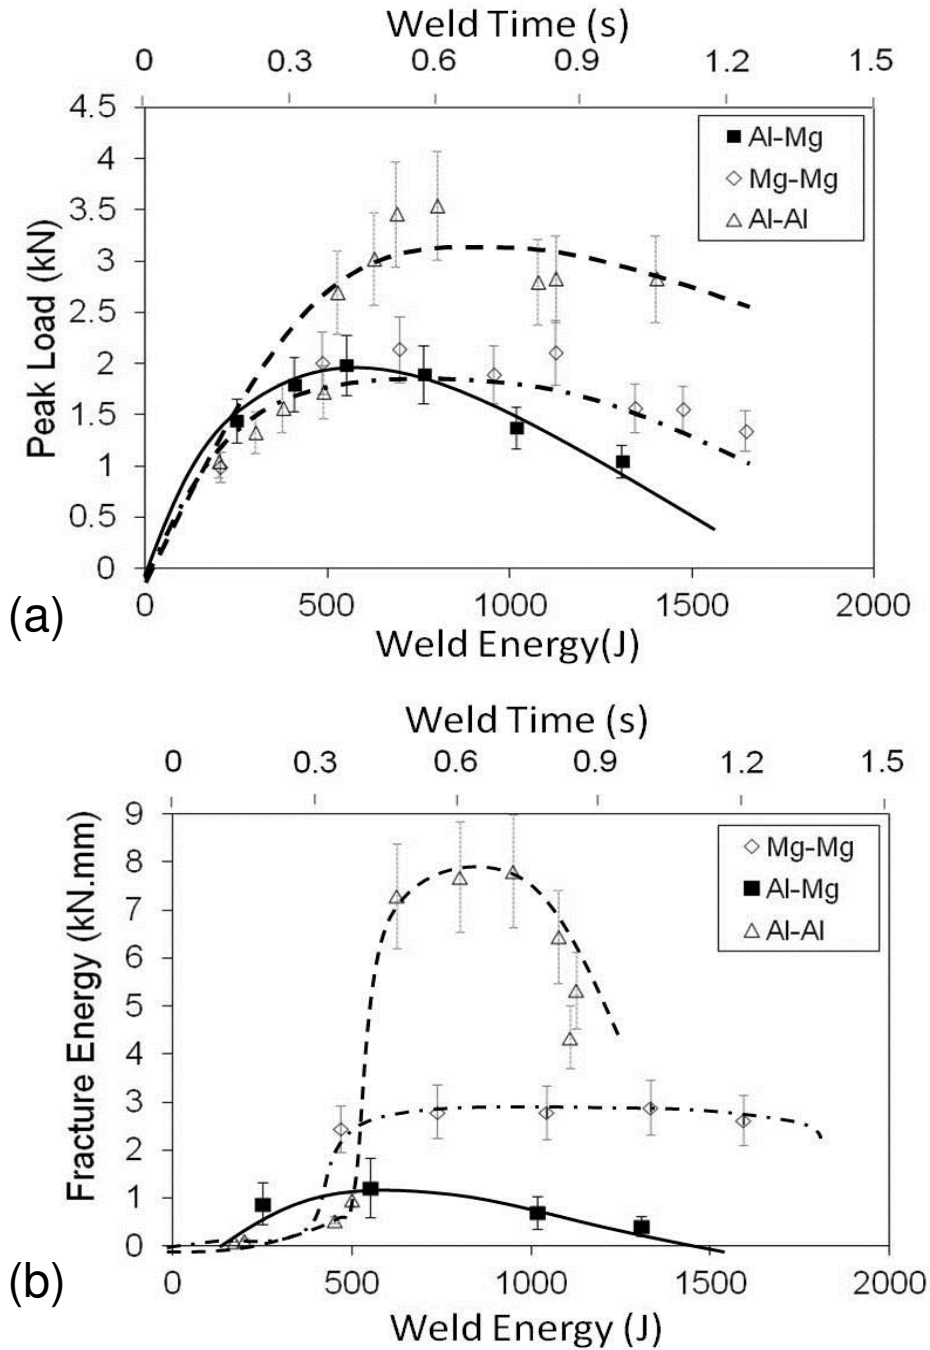 Weld Time (s)
0 0.3 0.6 0.9 1.2 1.5
4.5
4
3.5
3
2.5
2
1.5
1
0.5
0
Peak Load (kN)
Al-Mg
Mg-Mg
Al-Al
0 500 1000 1500 2000
(a)
Weld Energy(J)
Weld Time (s)
0 0.3 0.6 0.9 1.2 1.5
9
8
7
6
5
4
3
2
1
0
Fracture Energy (kN.mm)
Mg-Mg
Al-Mg
Al-Al
(b)
0 500 1000 1500 2000
Weld Energy (J)